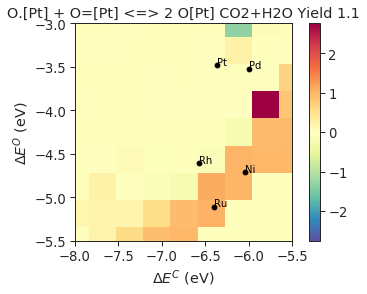 O.[Pt] + O=[Pt] <=> 2 O[Pt] CO2+H2O Yield 1.1
−3.0
−3.5
−4.0
−4.5
−5.0
−5.5
ΔE^O (eV)
Pt
Pd
Rh
Ni
Ru
−8.0 −7.5 −7.0 −6.5 −6.0 −5.5
ΔE^C (eV)
2
1
0
−1
−2